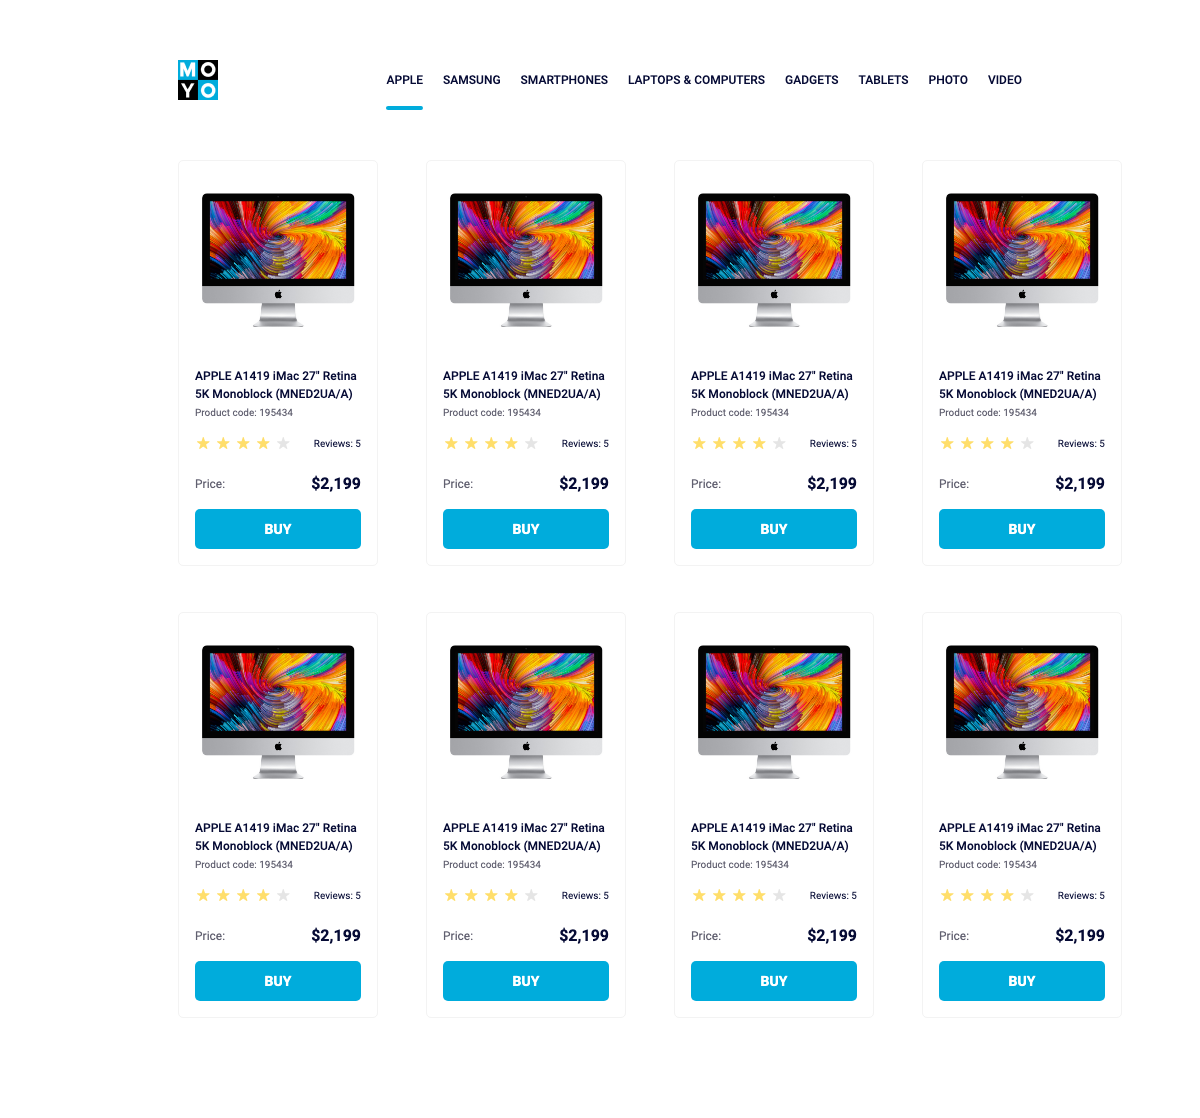 MO
YO
APPLE SAMSUNG SMARTPHONES LAPTOPS & COMPUTERS GADGETS TABLETS PHOTO VIDEO
APPLE A1419 iMac 27" Retina
5K Monoblock (MNED2UA/A)
Product code: 195434
Reviews: 5
Price: $2,199
BUY
APPLE A1419 iMac 27" Retina
5K Monoblock (MNED2UA/A)
Product code: 195434
Reviews: 5
Price: $2,199
BUY
APPLE A1419 iMac 27" Retina
5K Monoblock (MNED2UA/A)
Product code: 195434
Reviews: 5
Price: $2,199
BUY
APPLE A1419 iMac 27" Retina
5K Monoblock (MNED2UA/A)
Product code: 195434
Reviews: 5
Price: $2,199
BUY
APPLE A1419 iMac 27" Retina
5K Monoblock (MNED2UA/A)
Product code: 195434
Reviews: 5
Price: $2,199
BUY
APPLE A1419 iMac 27" Retina
5K Monoblock (MNED2UA/A)
Product code: 195434
Reviews: 5
Price: $2,199
BUY
APPLE A1419 iMac 27" Retina
5K Monoblock (MNED2UA/A)
Product code: 195434
Reviews: 5
Price: $2,199
BUY
APPLE A1419 iMac 27" Retina
5K Monoblock (MNED2UA/A)
Product code: 195434
Reviews: 5
Price: $2,199
BUY